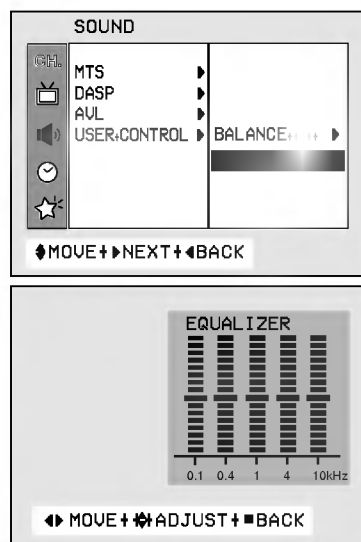 SOUND
CH.
MTS ▶
DASP ▶
AVL ▶
USER CONTROL ▶ BALANCE ▶
▲▼MOVE ▶NEXT ◀BACK
EQUALIZER
0.1 0.4 1 4 10kHz
◀▶ MOVE ADJUST ■BACK